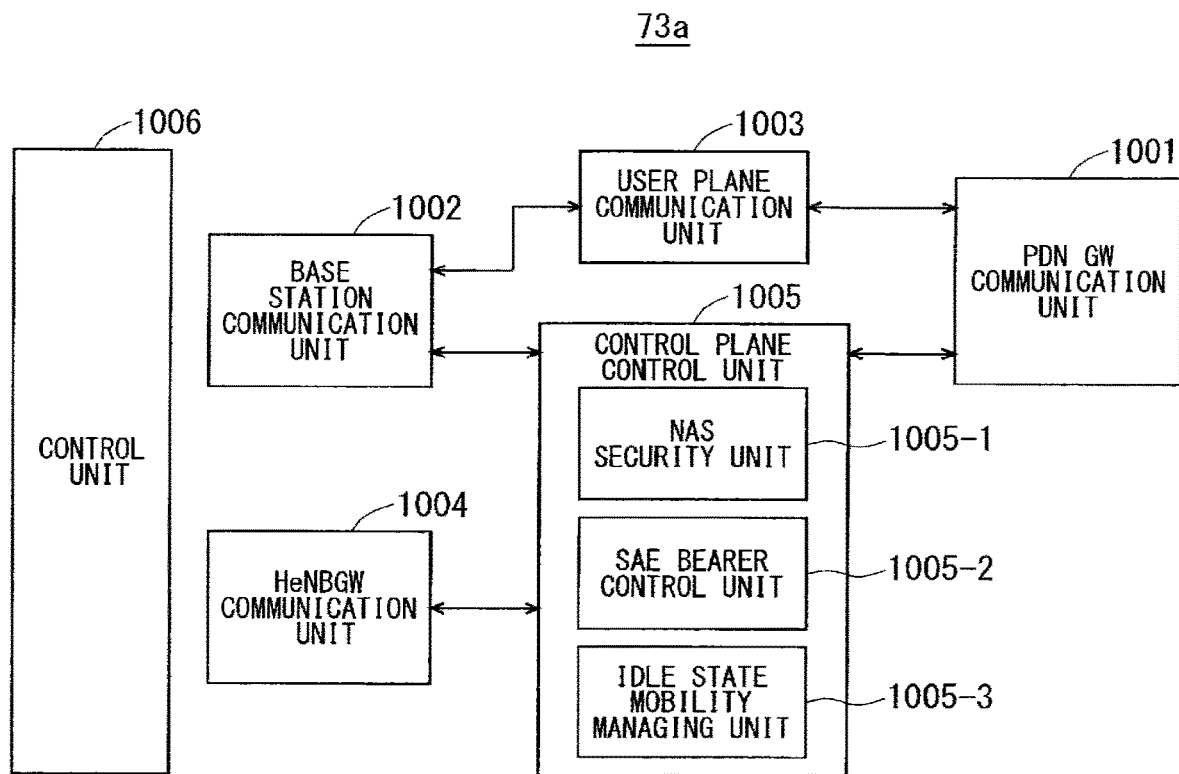 73a
1006
CONTROL
UNIT
1002
BASE
STATION
COMMUNICATION
UNIT
1004
HeNBGW
COMMUNICATION
UNIT
1003
USER PLANE
COMMUNICATION
UNIT
1005
CONTROL PLANE
CONTROL UNIT
NAS
SECURITY UNIT
1005-1
SAE BEARER
CONTROL UNIT
1005-2
IDLE STATE
MOBILITY
MANAGING UNIT
1005-3
1001
PDN GW
COMMUNICATION
UNIT